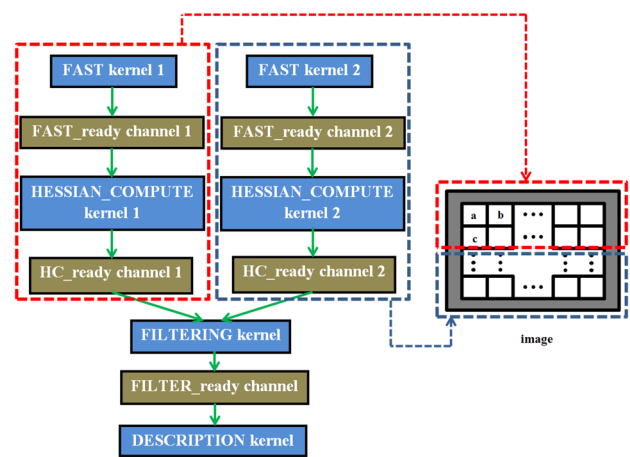 FAST kernel 1
FAST kernel 2
FAST_ready channel 1
FAST_ready channel 2
HESSIAN_COMPUTE
kernel 1
HESSIAN_COMPUTE
kernel 2
HC_ready channel 1
HC_ready channel 2
FILTERING kernel
FILTER_ready channel
DESCRIPTION kernel
a b
c
image